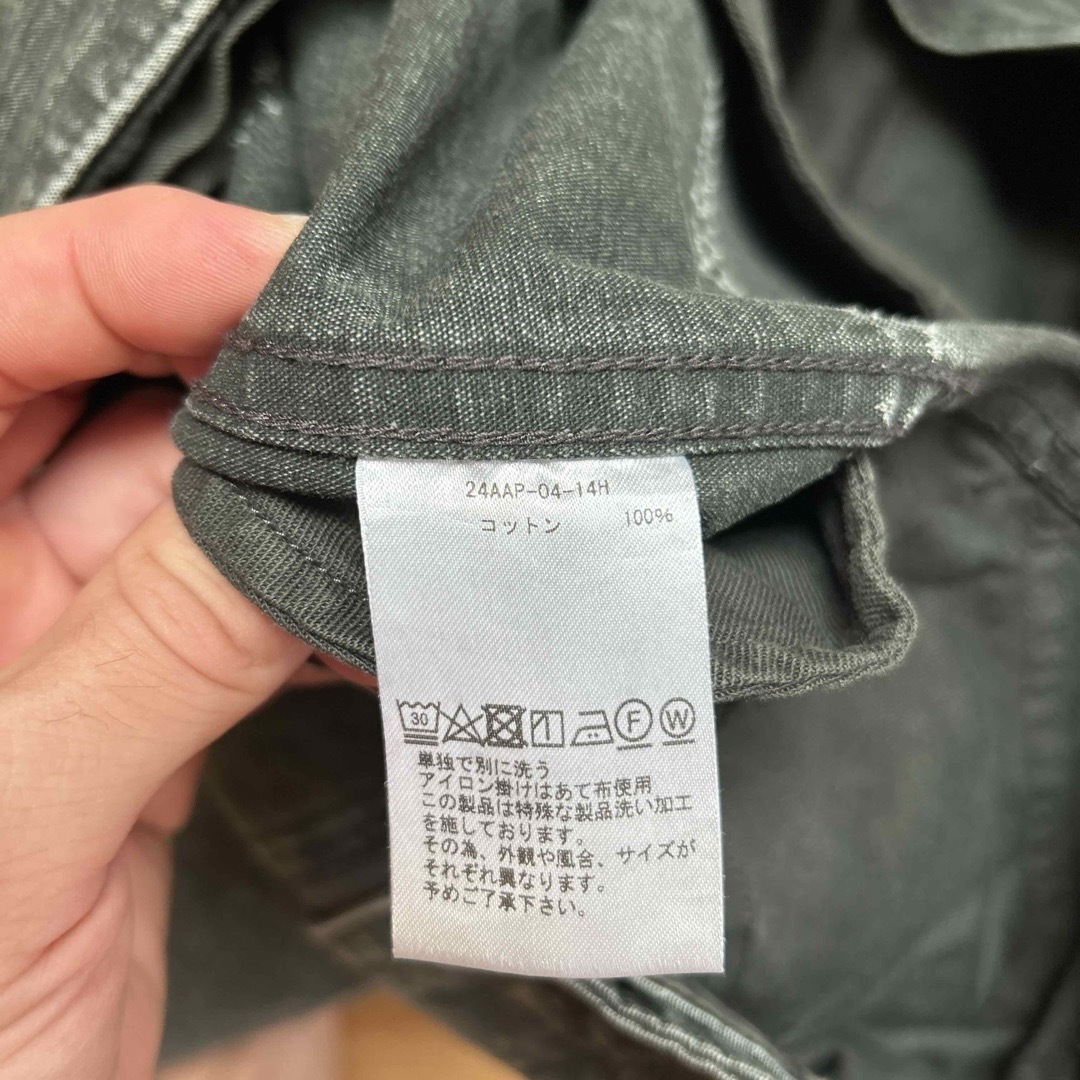 24AAP-04-14H
コットン 100%
30 F W
単独で別に洗う
アイロン掛けはあて布使用
この製品は特殊な製品洗い加工
を施しております。
その為、外観や風合、サイズが
それぞれ異なります。
予めご了承下さい。